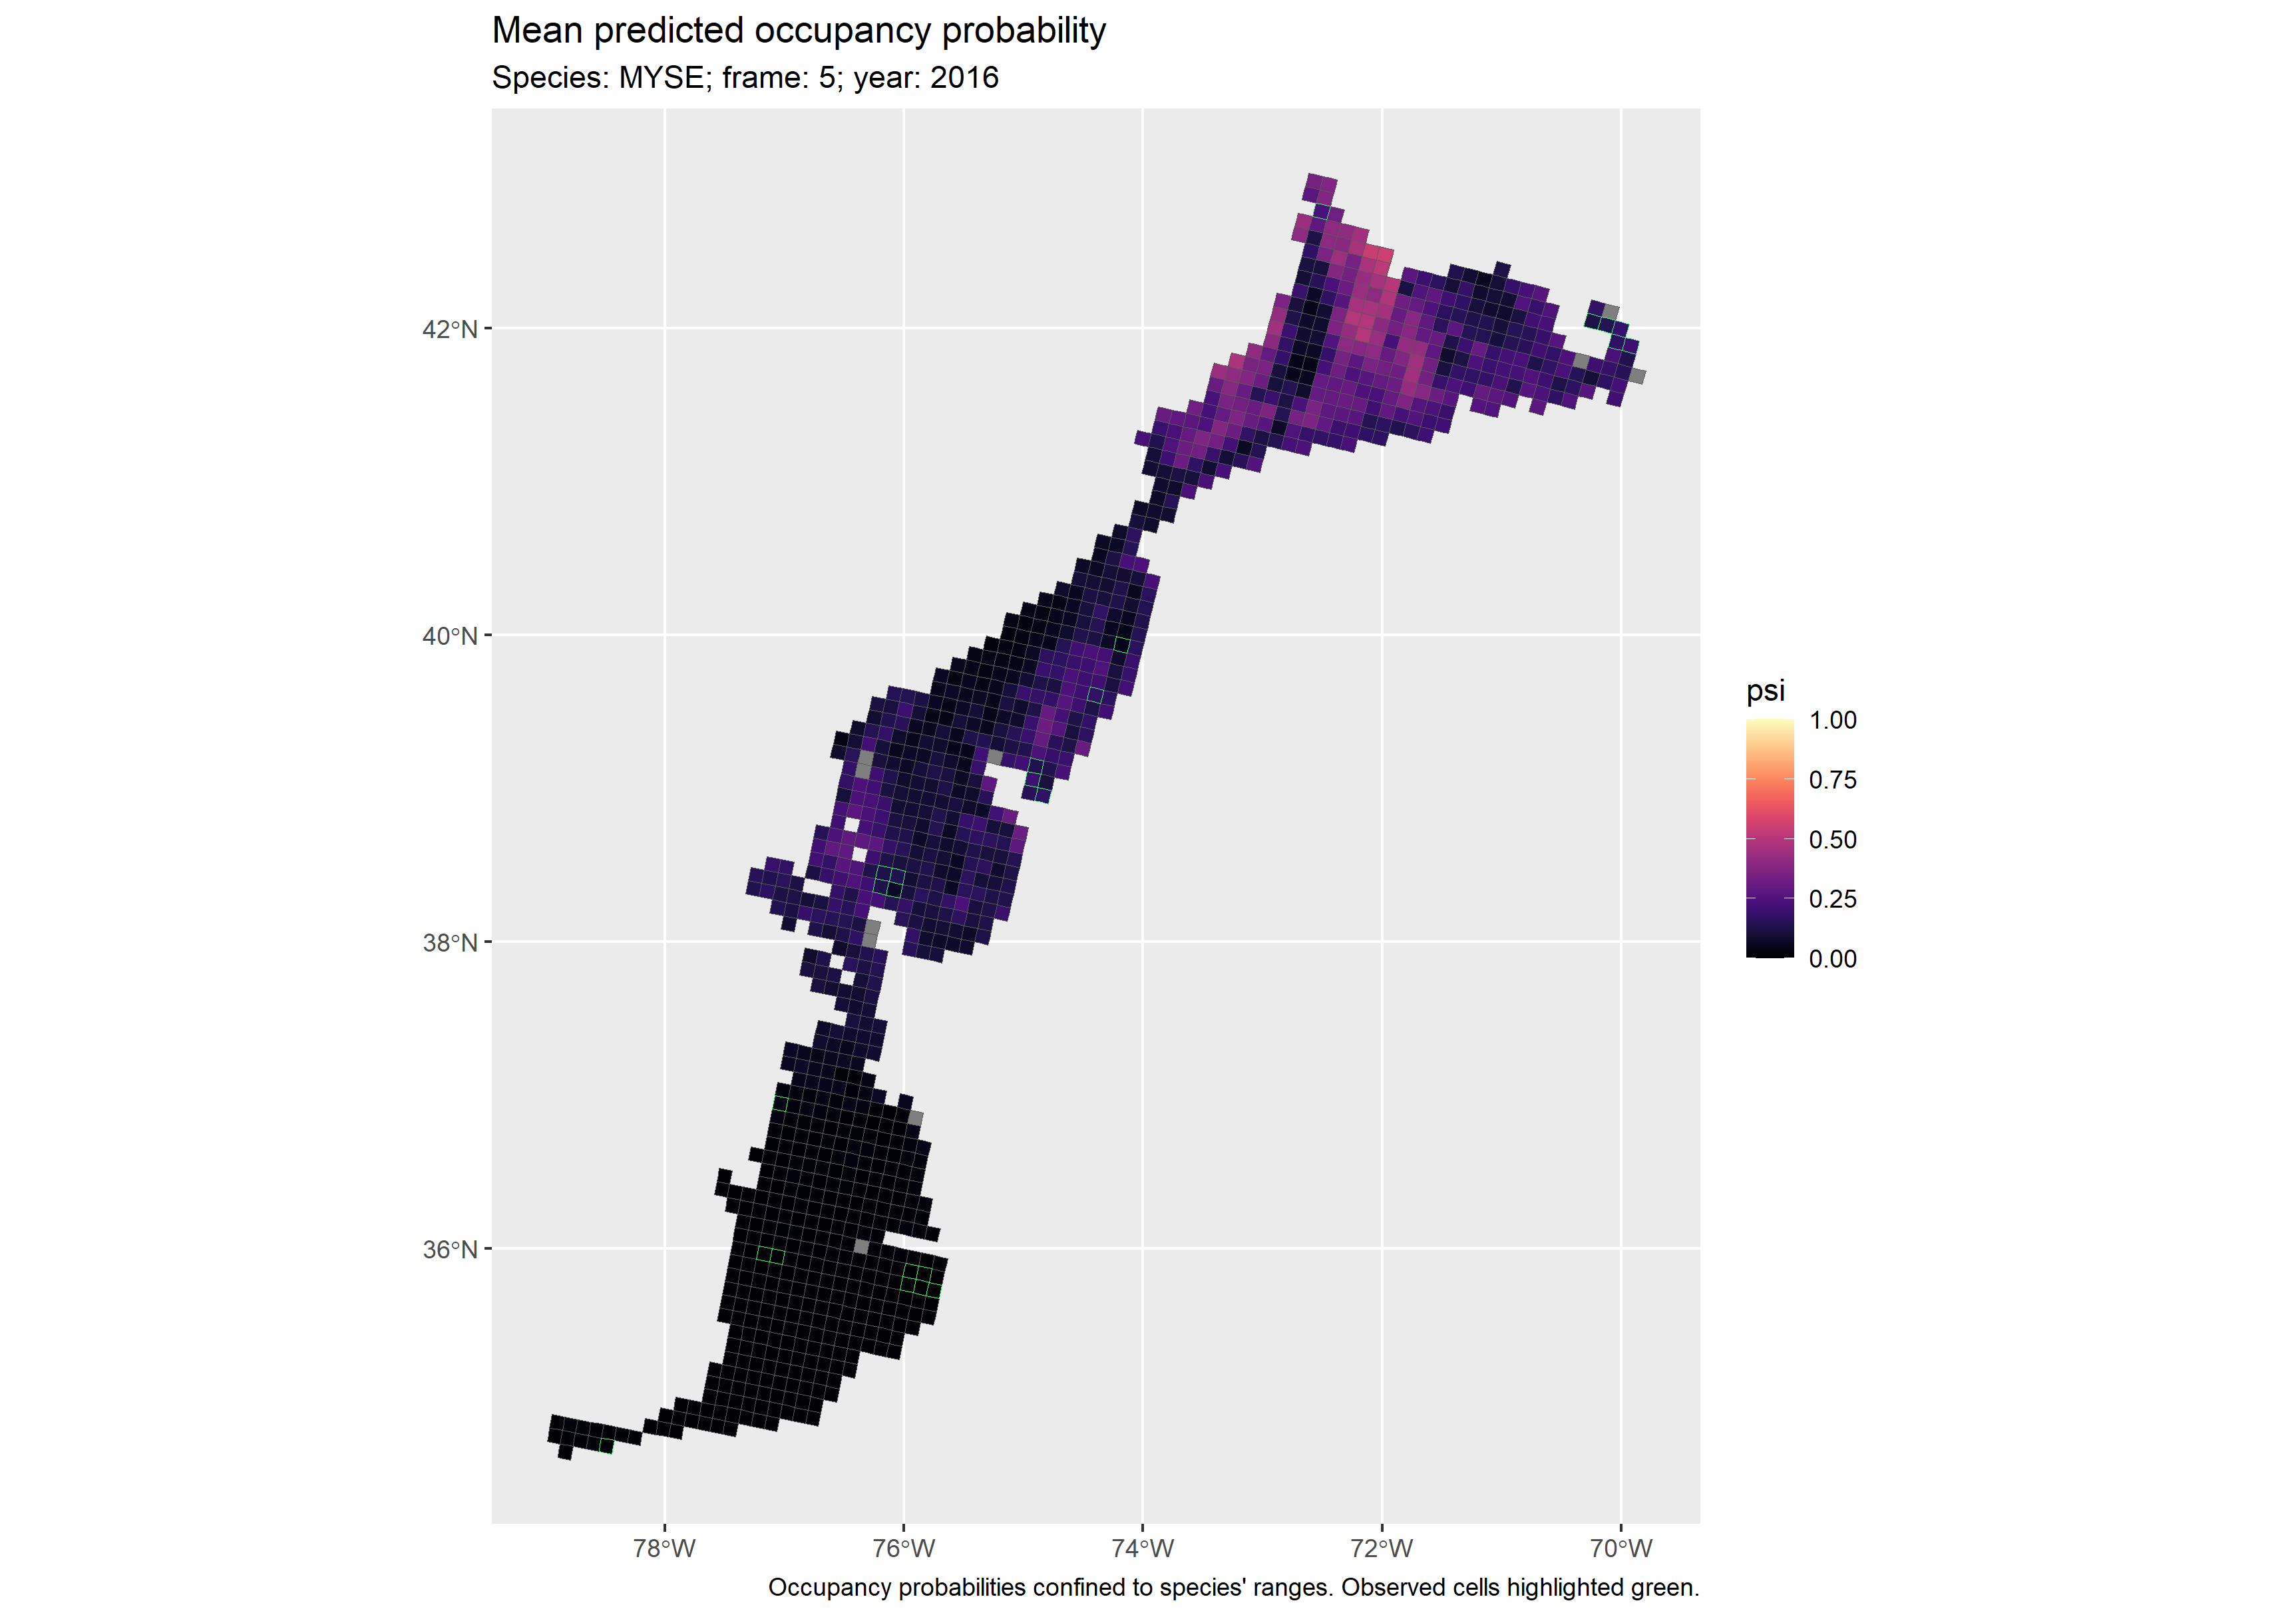 Mean predicted occupancy probability
Species: MYSE; frame: 5; year: 2016
42°N
40°N
38°N
36°N
78°W
76°W
74°W
72°W
70°W
psi
1.00
0.75
0.50
0.25
0.00
Occupancy probabilities confined to species' ranges. Observed cells highlighted green.